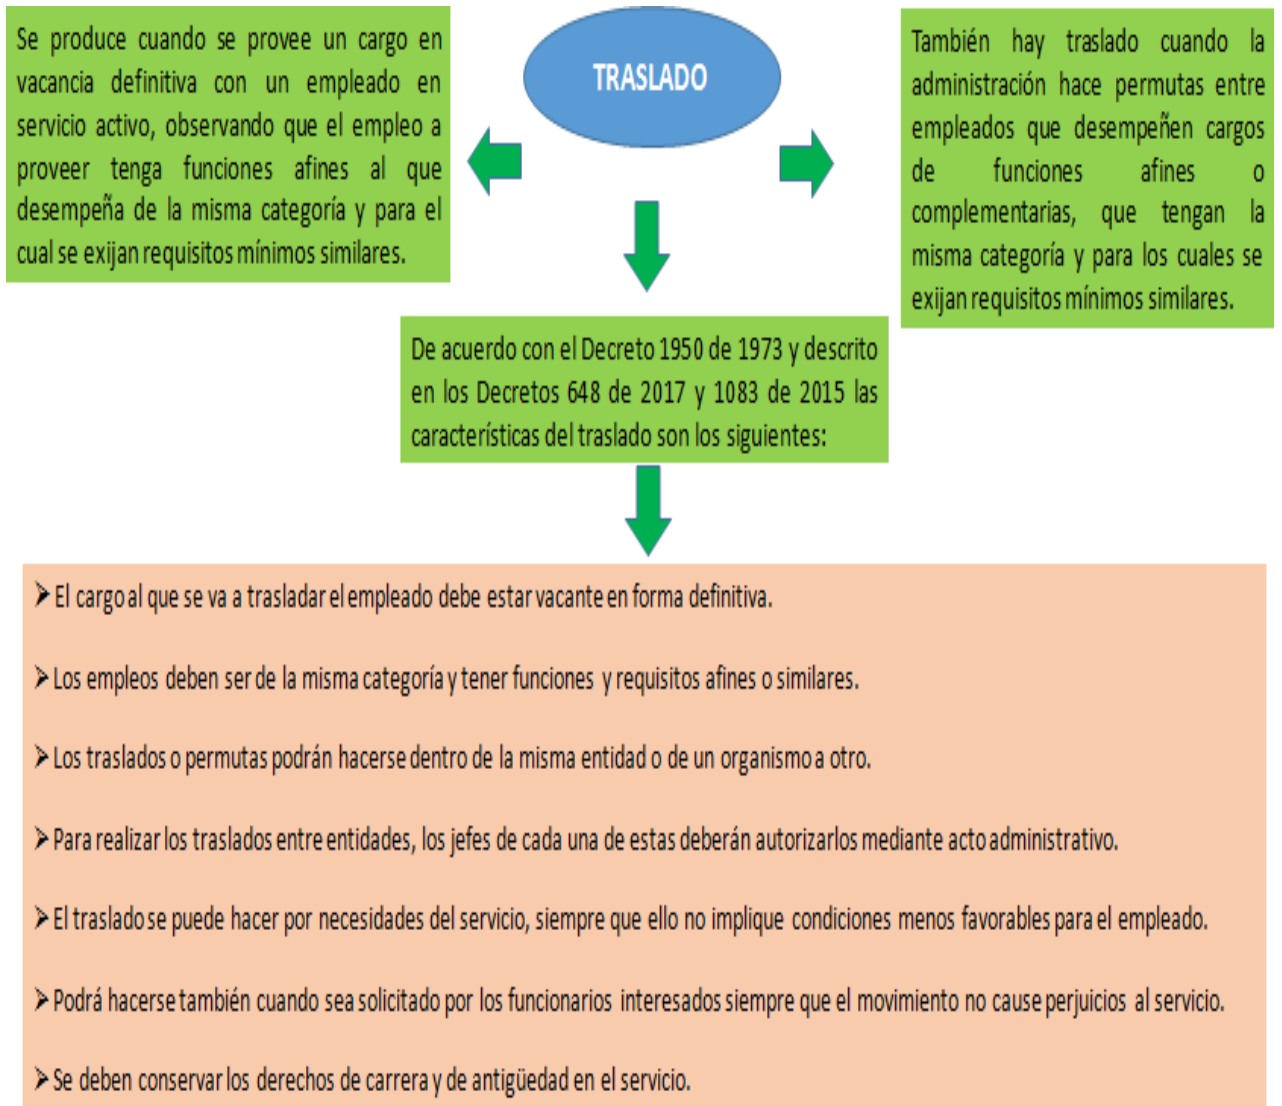 TRASLADO
Se produce cuando se provee un cargo en
vacancia definitiva con un empleado en
servicio activo, observando que el empleo a
proveer tenga funciones afines al que
desempeña de la misma categoría y para el
cual se exijan requisitos mínimos similares.
También hay traslado cuando la
administración hace permutas entre
empleados que desempeñen cargos
de funciones afines o
complementarias, que tengan la
misma categoría y para los cuales se
exijan requisitos mínimos similares.
De acuerdo con el Decreto 1950 de 1973 y descrito
en los Decretos 648 de 2017 y 1083 de 2015 las
características del traslado son los siguientes:
➢ El cargo al que se va a trasladar el empleado debe estar vacante en forma definitiva.
➢ Los empleos deben ser de la misma categoría y tener funciones y requisitos afines o similares.
➢ Los traslados o permutas podrán hacerse dentro de la misma entidad o de un organismo a otro.
➢ Para realizar los traslados entre entidades, los jefes de cada una de estas deberán autorizarlos mediante acto administrativo.
➢ El traslado se puede hacer por necesidades del servicio, siempre que ello no implique condiciones menos favorables para el empleado.
➢ Podrá hacerse también cuando sea solicitado por los funcionarios interesados siempre que el movimiento no cause perjuicios al servicio.
➢ Se deben conservar los derechos de carrera y de antigüedad en el servicio.